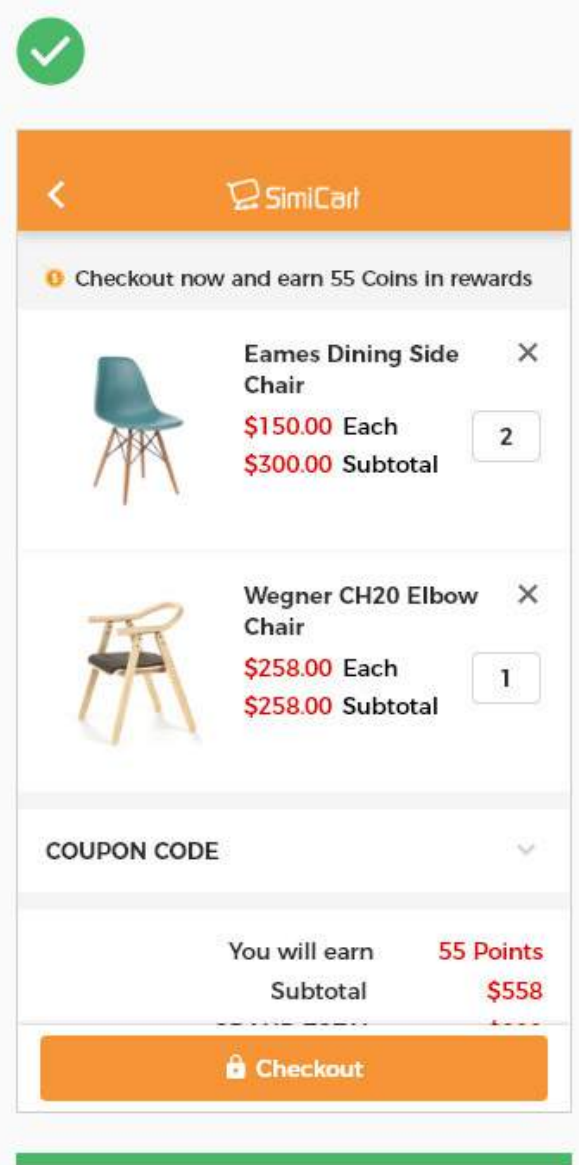 SimiCart
Checkout now and earn 55 Coins in rewards
Eames Dining Side
Chair
$150.00 Each
2
$300.00 Subtotal
Wegner CH20 Elbow
Chair
$258.00 Each
1
$258.00 Subtotal
COUPON CODE
You will earn 55 Points
Subtotal $558
Checkout